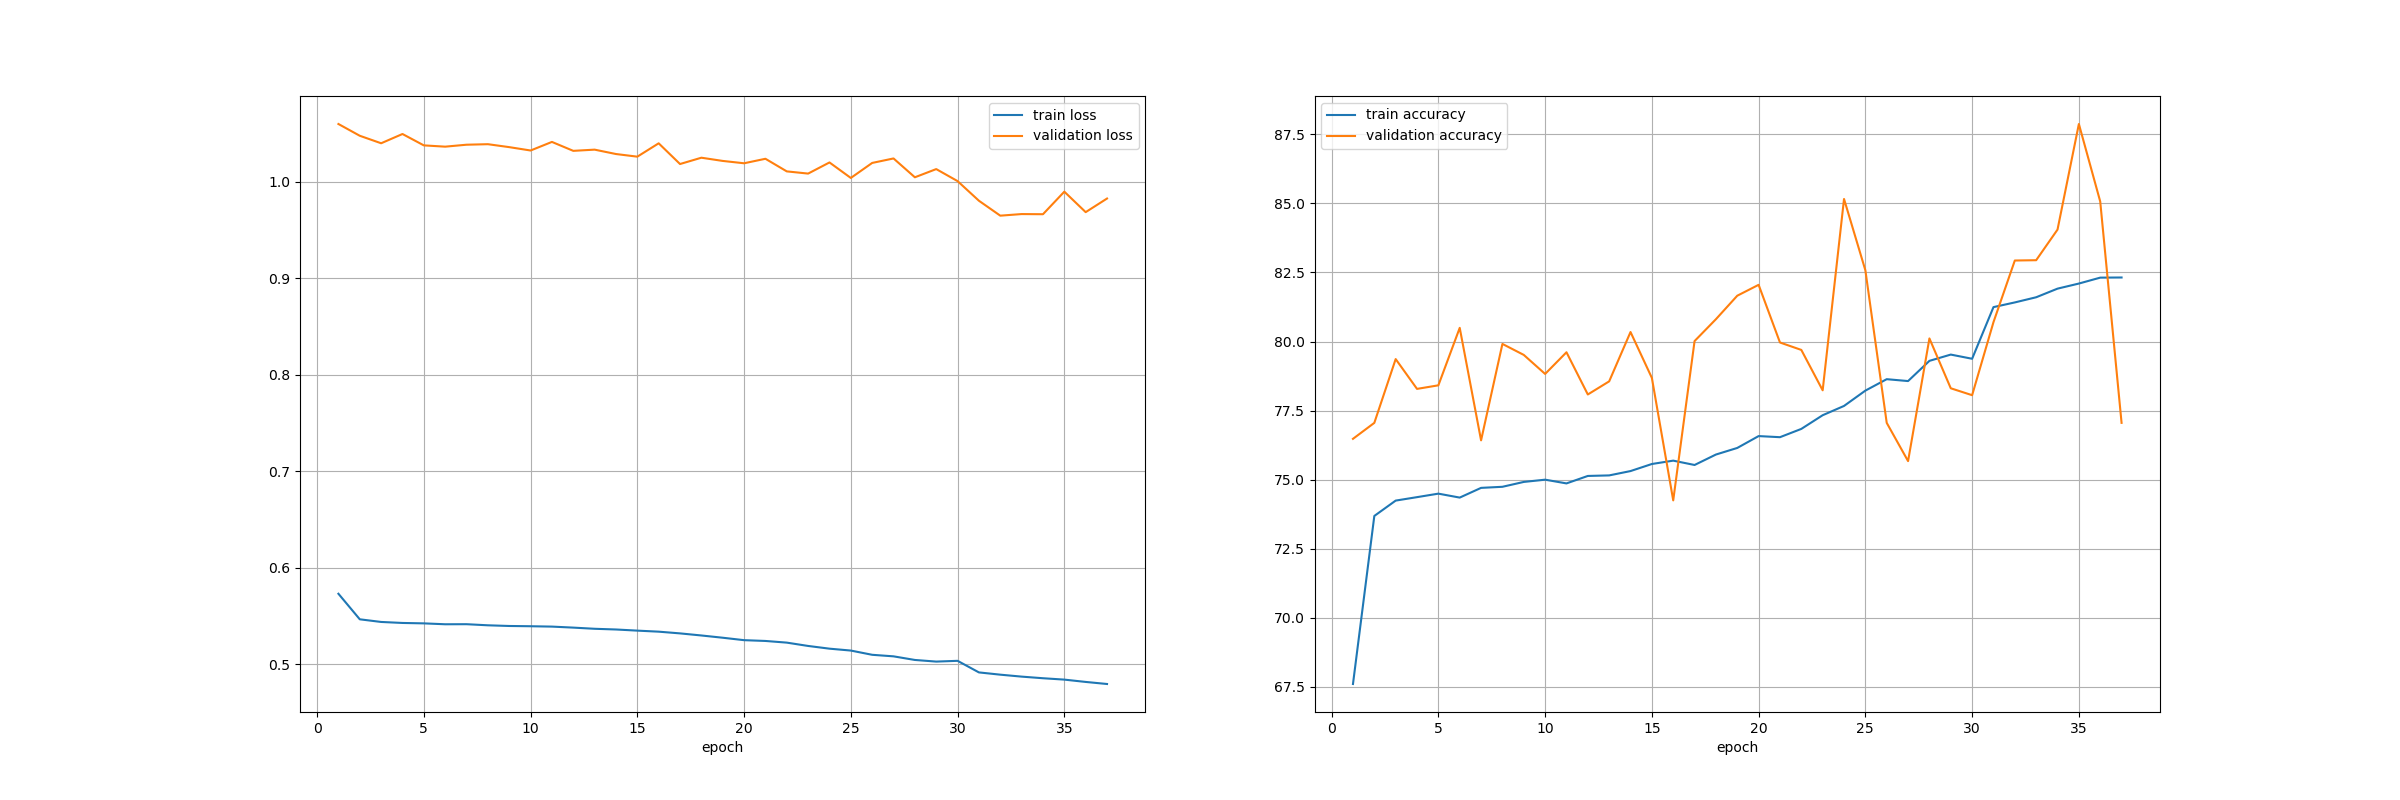 train loss
validation loss
1.0
0.9
0.8
0.7
0.6
0.5
0 5 10 15 20 25 30 35
epoch
train accuracy
validation accuracy
87.5
85.0
82.5
80.0
77.5
75.0
72.5
70.0
67.5
0 5 10 15 20 25 30 35
epoch